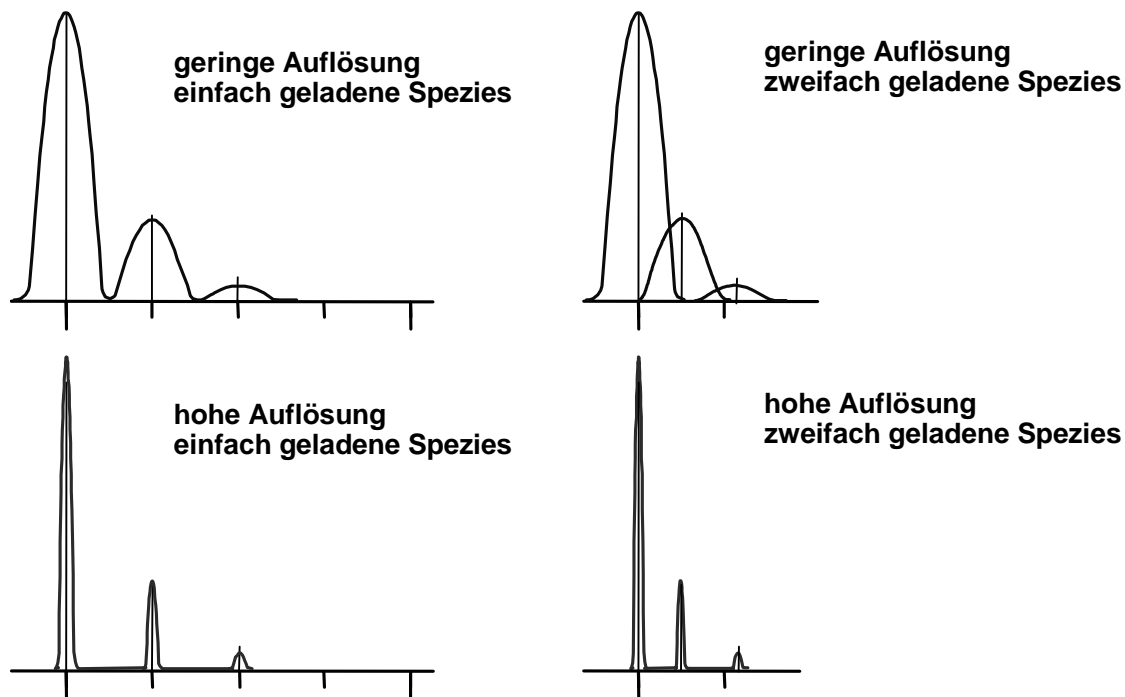 geringe Auflösung
einfach geladene Spezies
geringe Auflösung
zweifach geladene Spezies
hohe Auflösung
einfach geladene Spezies
hohe Auflösung
zweifach geladene Spezies